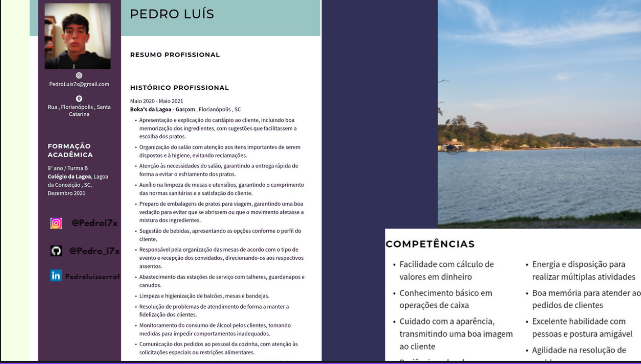 PEDRO LUÍS
PedroLuis7x@gmail.com
Rua , Florianópolis , Santa
Catarina
FORMAÇÃO
ACADÊMICA
9º ano / Turma B
Colégio da Lagoa, Lagoa
da Conceição , SC,
Dezembro 2021
@Pedrol7x
@Pedro_l7x
RESUMO PROFISSIONAL
HISTÓRICO PROFISSIONAL
Maio 2020 - Maio 2021
Boka"s da Lagoa - Garçom , Florianópolis , SC
• Apresentação e explicação do cardápio ao cliente, incluindo boa
memorização dos ingredientes, com sugestões que facilitassem a
escolha dos pratos.
• Organização do salão com atenção aos itens importantes de serem
dispostos e à higiene, evitando reclamações.
• Atenção às necessidades do salão, garantindo a entrega rápida de
forma a evitar o esfriamento dos pratos.
• Auxílio na limpeza de mesas e utensílios, garantindo o cumprimento
das normas sanitárias e a satisfação do cliente.
• Preparo de embalagens de pratos para viagem, garantindo uma boa
vedação para evitar que se abrissem ou que o movimento afetasse a
mistura dos ingredientes.
• Sugestão de bebidas, apresentando as opções conforme o perfil do
cliente.
• Responsável pela organização das mesas de acordo com o tipo de
evento e recepção dos convidados, direcionando-os aos respectivos
assentos.
• Abastecimento das estações de serviço com talheres, guardanapos e
canudos.
• Limpeza e higienização de balcões, mesas e bandejas.
• Resolução de problemas de atendimento de forma a manter a
fidelização dos clientes.
• Monitoramento do consumo de álcool pelos clientes, tomando
medidas para impedir comportamentos inadequados.
• Comunicação dos pedidos ao pessoal da cozinha, com atenção às
solicitações especiais ou restrições alimentares.
COMPETÊNCIAS
• Facilidade com cálculo de
valores em dinheiro
• Conhecimento básico em
operações de caixa
• Cuidado com a aparência,
transmitindo uma boa imagem
ao cliente
• Energia e disposição para
realizar múltiplas atividades
• Boa memória para atender ao
pedidos de clientes
• Excelente habilidade com
pessoas e postura amigável
• Agilidade na resolução de